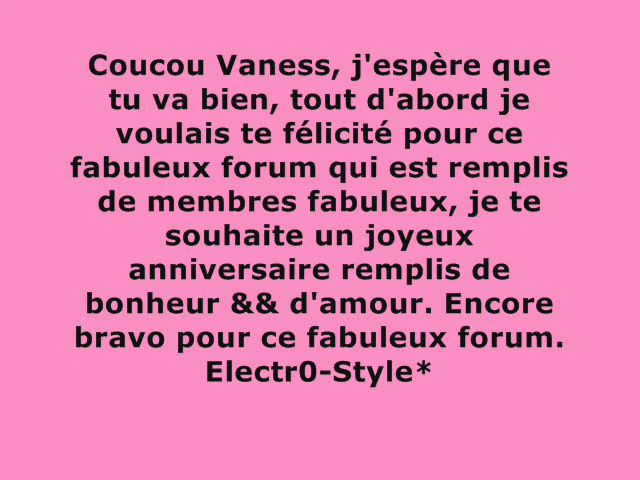 Coucou Vaness, j'espère que
tu va bien, tout d'abord je
voulais te félicité pour ce
fabuleux forum qui est remplis
de membres fabuleux, je te
souhaite un joyeux
anniversaire remplis de
bonheur && d'amour. Encore
bravo pour ce fabuleux forum.
Electr0-Style*